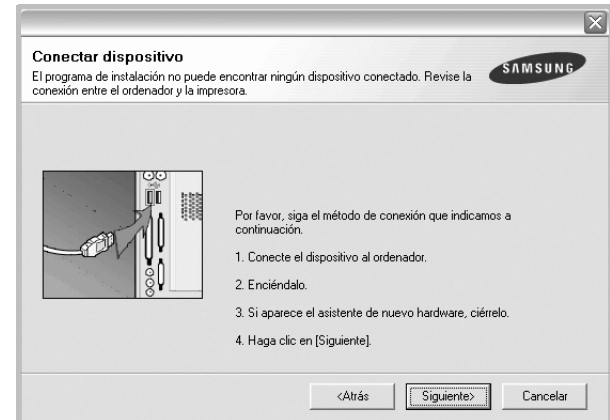 Conectar dispositivo
El programa de instalación no puede encontrar ningún dispositivo conectado. Revise la
conexión entre el ordenador y la impresora.
SAMSUNG
Por favor, siga el método de conexión que indicamos a
continuación.
1. Conecte el dispositivo al ordenador.
2. Enciéndalo.
3. Si aparece el asistente de nuevo hardware, ciérrelo.
4. Haga clic en [Siguiente].
<Atrás
Siguiente>
Cancelar